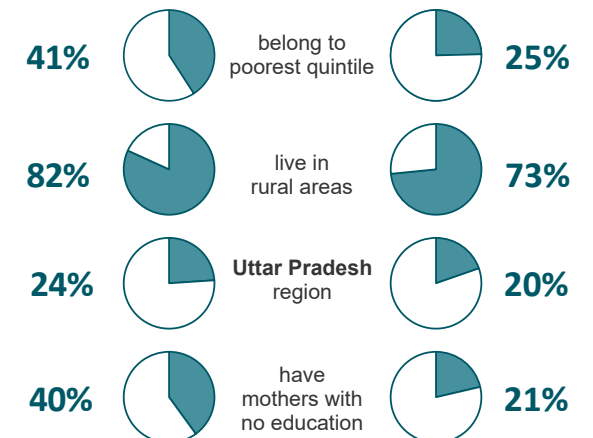 41%
belong to
poorest quintile
25%
82%
live in
rural areas
73%
24%
Uttar Pradesh
region
20%
40%
have
mothers with
no education
21%